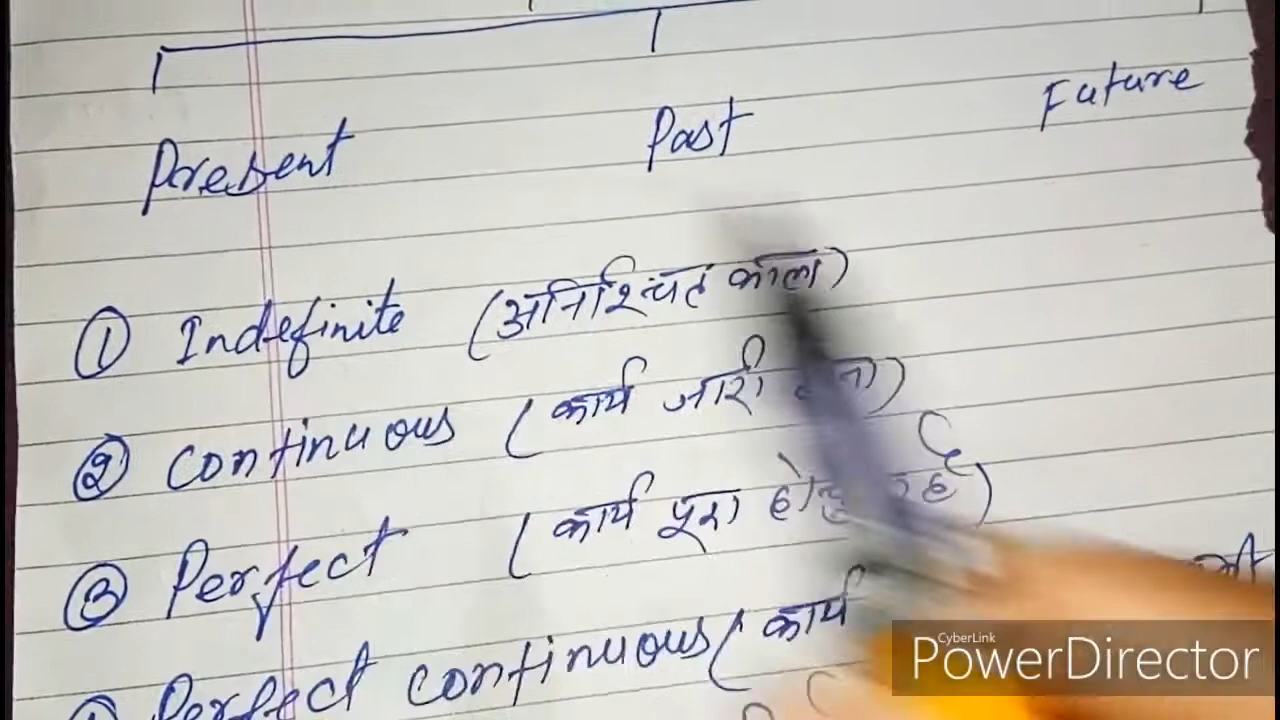 Present Past Future
① Indefinite (अनिश्चित काल)
② Continuous (कार्य जारी
③ Perfect (कार्य पूरा हो
Perfect continuous (कार्य
CyberLink
PowerDirector